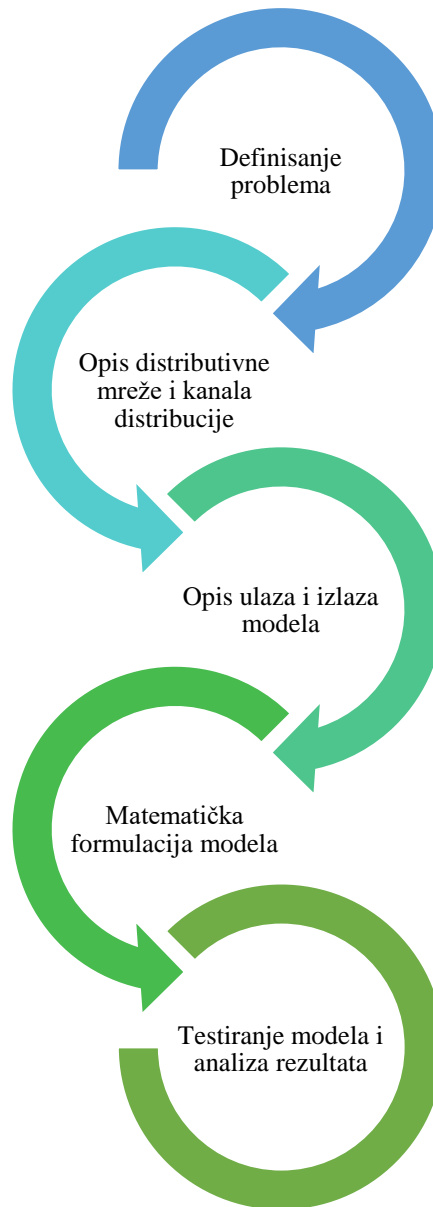 Definisanje
problema
Opis distributivne
mreže i kanala
distribucije
Opis ulaza i izlaza
modela
Matematička
formulacija modela
Testiranje modela i
analiza rezultata